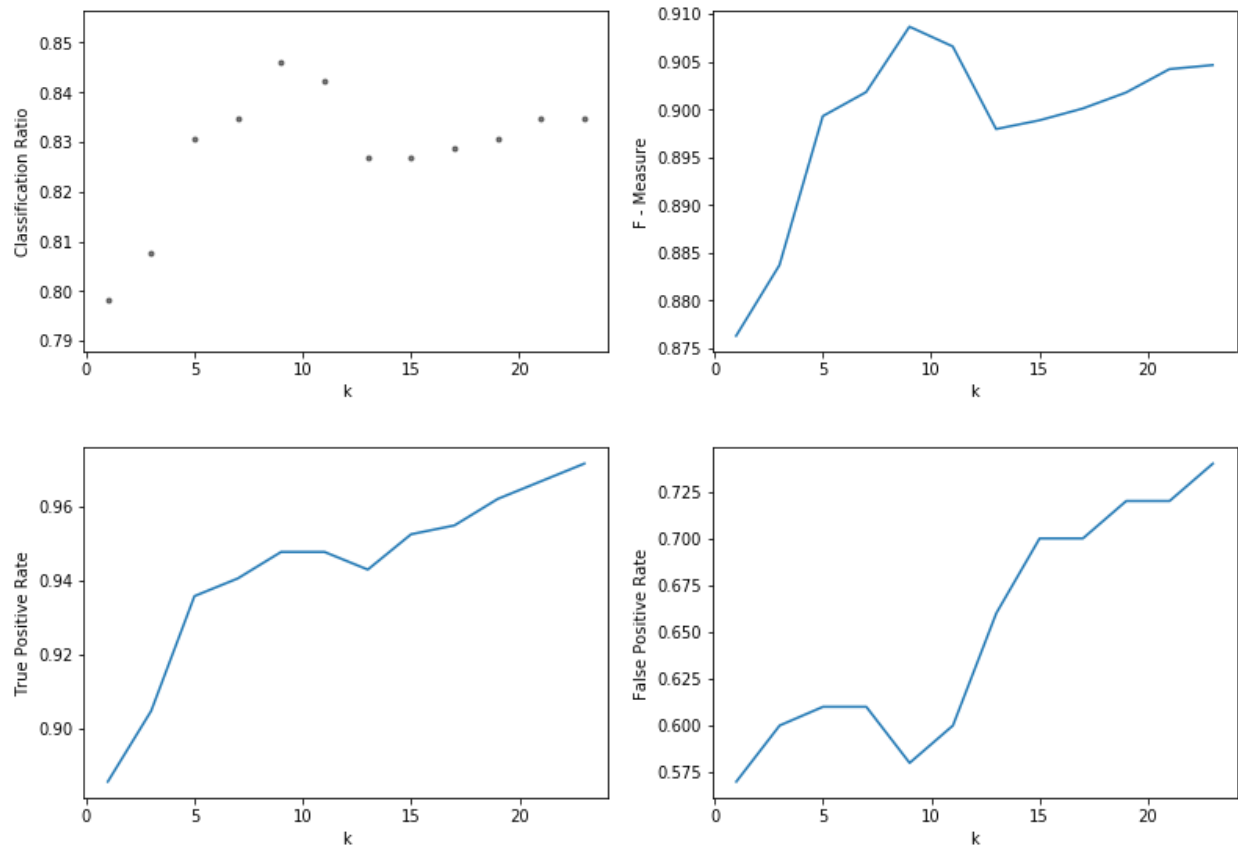 Classification Ratio
0.85
0.84
0.83
0.82
0.81
0.80
0.79
0 5 10 15 20
k
F - Measure
0.910
0.905
0.900
0.895
0.890
0.885
0.880
0.875
0 5 10 15 20
k
True Positive Rate
0.96
0.94
0.92
0.90
0 5 10 15 20
k
False Positive Rate
0.725
0.700
0.675
0.650
0.625
0.600
0.575
0 5 10 15 20
k